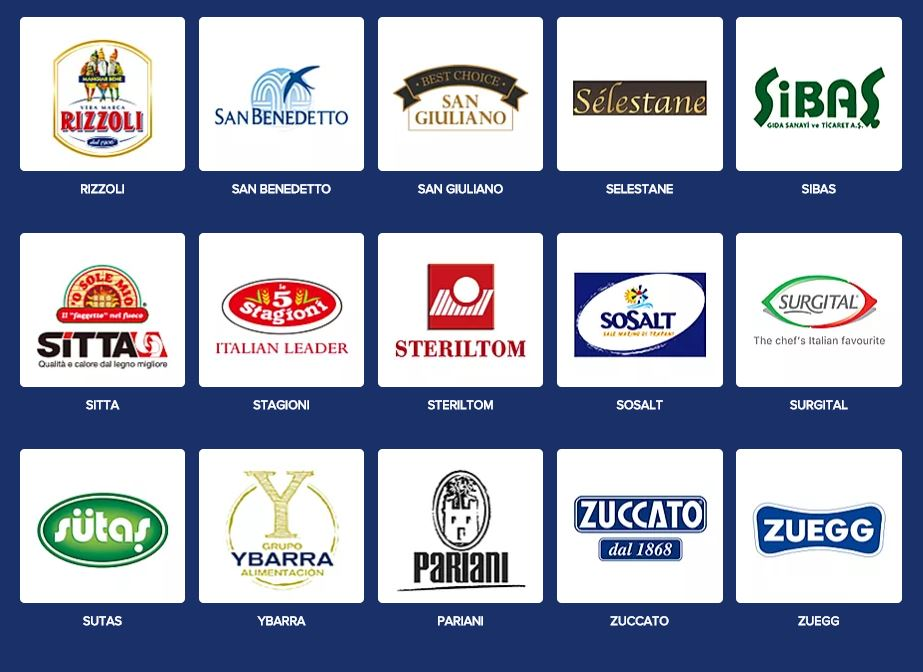 MANGIAR BENE
VERA MARCA
RIZZOLI
dal 1906
RIZZOLI
SAN BENEDETTO
SAN BENEDETTO
BEST CHOICE
SAN
GIULIANO
SAN GIULIANO
Sélestane
SELESTANE
SiBAŞ
GIDA SANAYİ ve TİCARET A.Ş.
SIBAS
'O SOLE MIO
Il "faggetto" nel fuoco
SITTA
Qualità e calore dal legno migliore
SITTA
le
5
Stagioni
ITALIAN LEADER
STAGIONI
STERILTOM
STERILTOM
SOSALT
SALE MARINO DI TRAPANI
SOSALT
SURGITAL
The chef's Italian favourite
SURGITAL
sütaş
SUTAS
Y
GRUPO
YBARRA
ALIMENTACIÓN
YBARRA
PARIANI
PARIANI
ZUCCATO
dal 1868
ZUCCATO
ZUEGG
ZUEGG